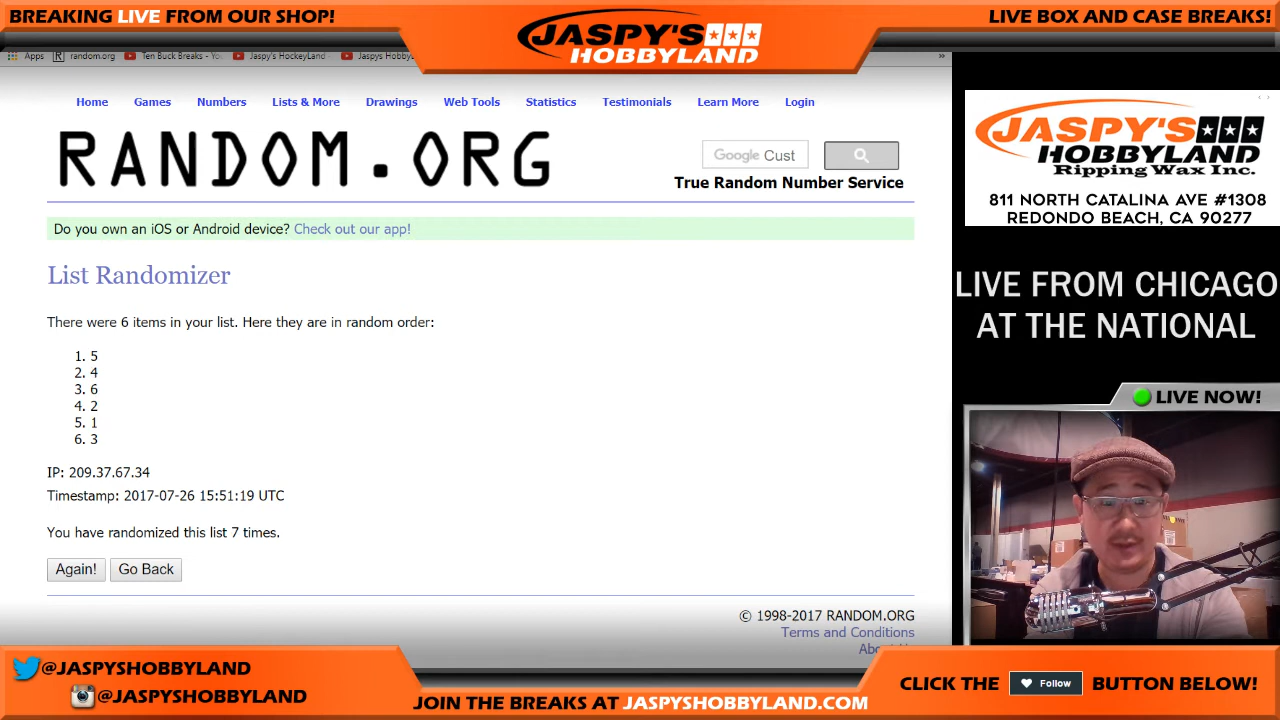 BREAKING LIVE FROM OUR SHOP!
JASPY'S
HOBBYLAND
LIVE BOX AND CASE BREAKS!
Apps
random.org
Ten Buck Breaks - Yo
Jaspy's HockeyLand -
Jaspys Hobby
»
Home Games Numbers Lists & More Drawings Web Tools Statistics Testimonials Learn More Login
RANDOM.ORG
Google Cust
True Random Number Service
Do you own an iOS or Android device? Check out our app!
List Randomizer
There were 6 items in your list. Here they are in random order:
1. 5
2. 4
3. 6
4. 2
5. 1
6. 3
IP: 209.37.67.34
Timestamp: 2017-07-26 15:51:19 UTC
You have randomized this list 7 times.
Again! Go Back
© 1998-2017 RANDOM.ORG
Terms and Conditions
JASPY'S
HOBBYLAND
Ripping Wax Inc.
811 NORTH CATALINA AVE #1308
REDONDO BEACH, CA 90277
LIVE FROM CHICAGO
AT THE NATIONAL
LIVE NOW!
@JASPYSHOBBYLAND
@JASPYSHOBBYLAND
JOIN THE BREAKS AT JASPYSHOBBYLAND.COM
CLICK THE Follow BUTTON BELOW!